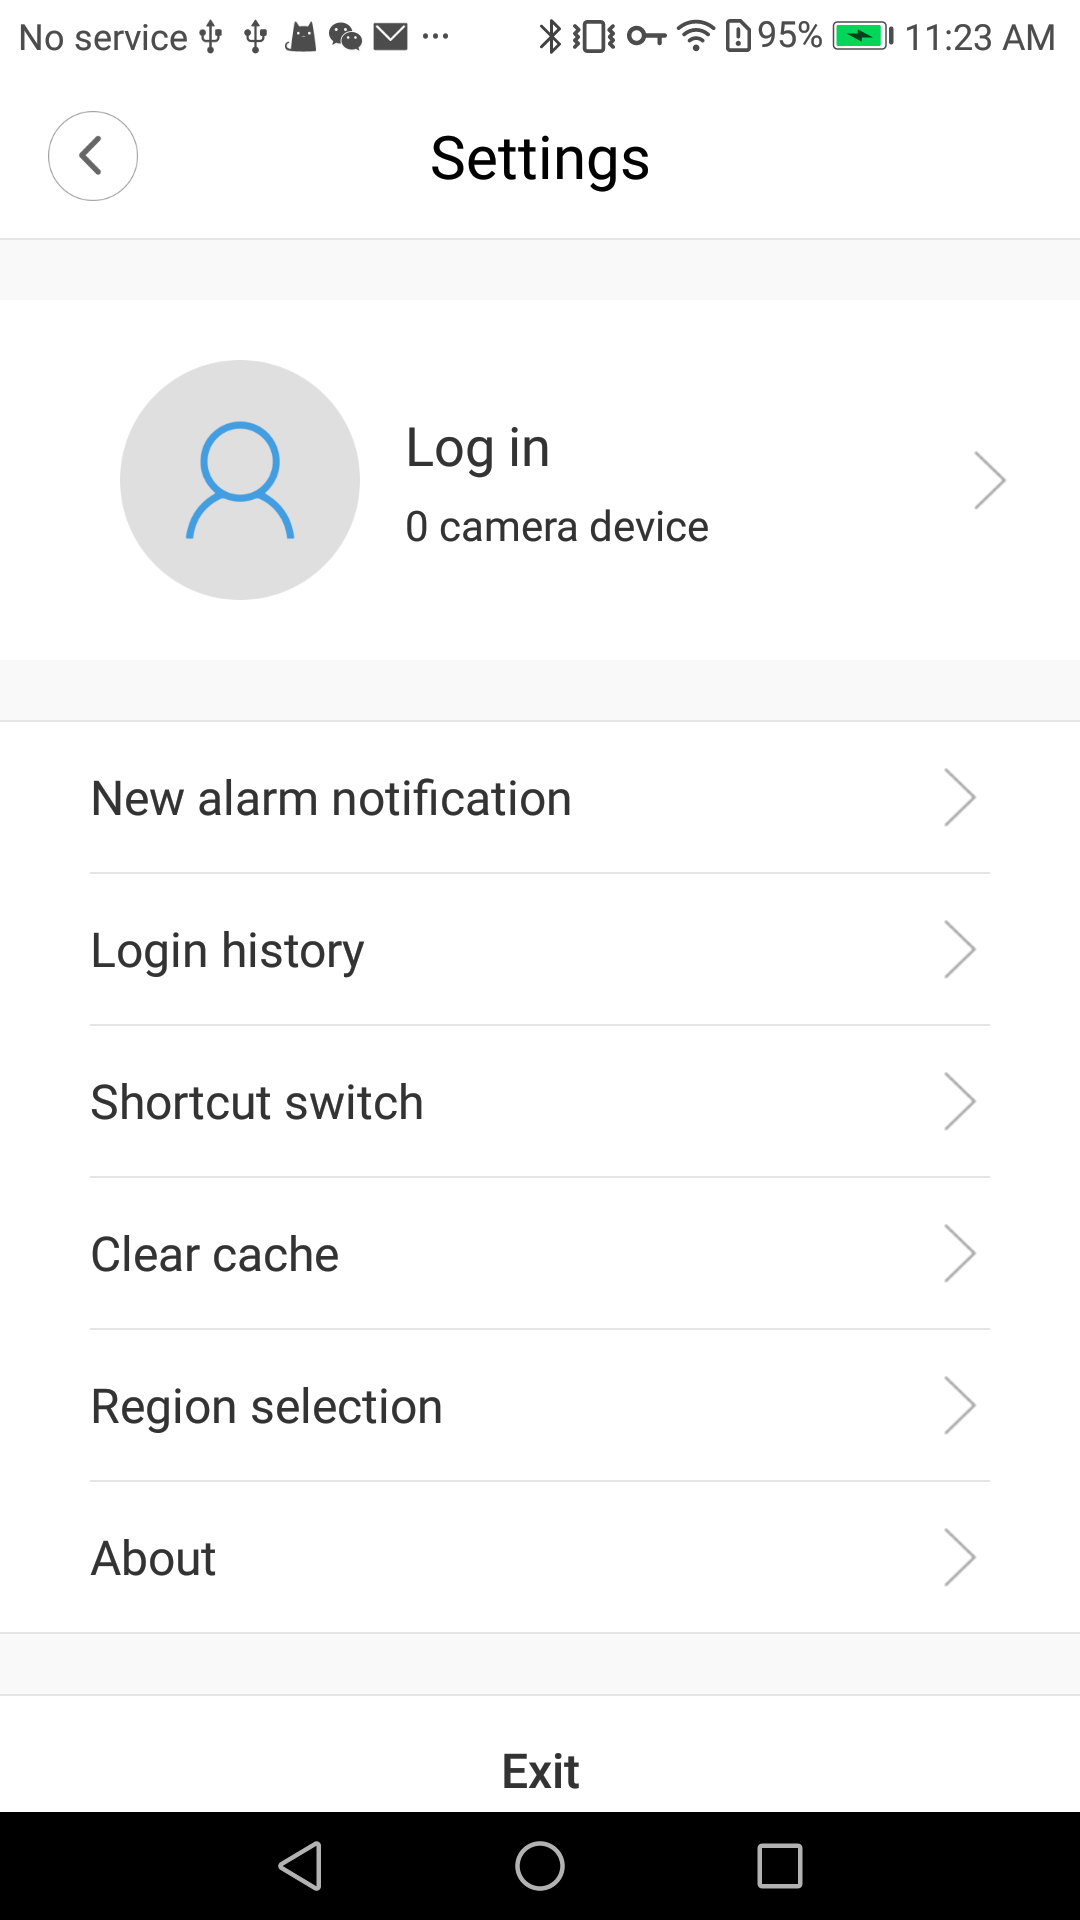 No service 95% 11:23 AM
Settings
Log in
0 camera device
New alarm notification
Login history
Shortcut switch
Clear cache
Region selection
About
Exit